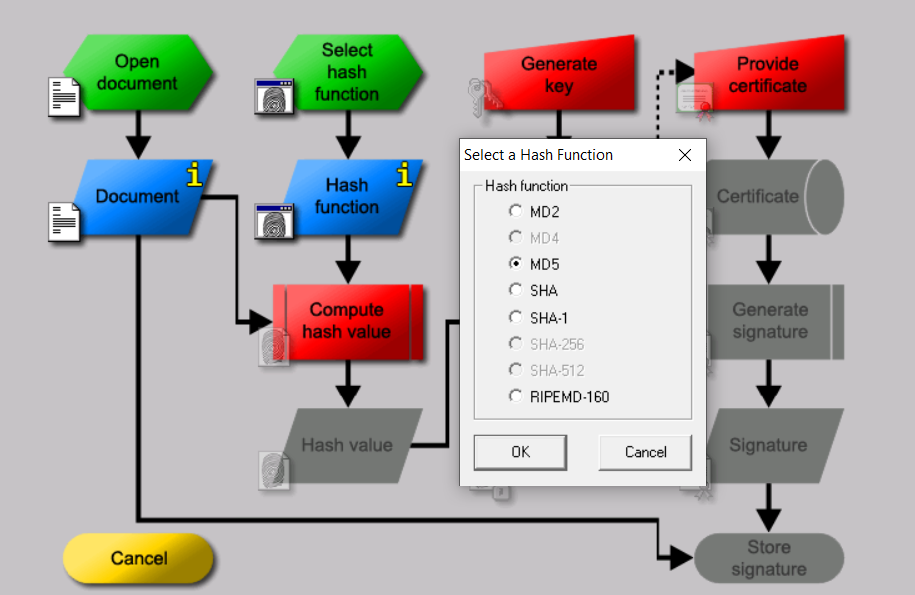 Open
document
Select
hash
function
Generate
key
Provide
certificate
Document
i
Hash
function
i
Certificate
Compute
hash value
Generate
signature
Hash value
Signature
Store
signature
Cancel
Select a Hash Function
Hash function
MD2
MD4
MD5
SHA
SHA-1
SHA-256
SHA-512
RIPEMD-160
OK
Cancel